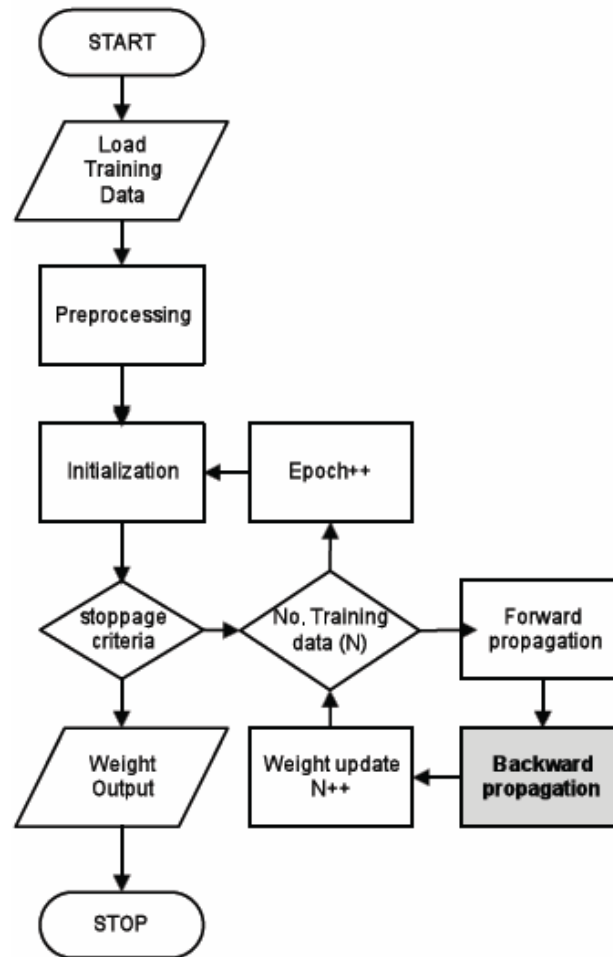 START
Load
Training
Data
Preprocessing
Initialization
Epoch++
stoppage
criteria
No. Training
data (N)
Forward
propagation
Weight
Output
Weight update
N++
Backward
propagation
STOP